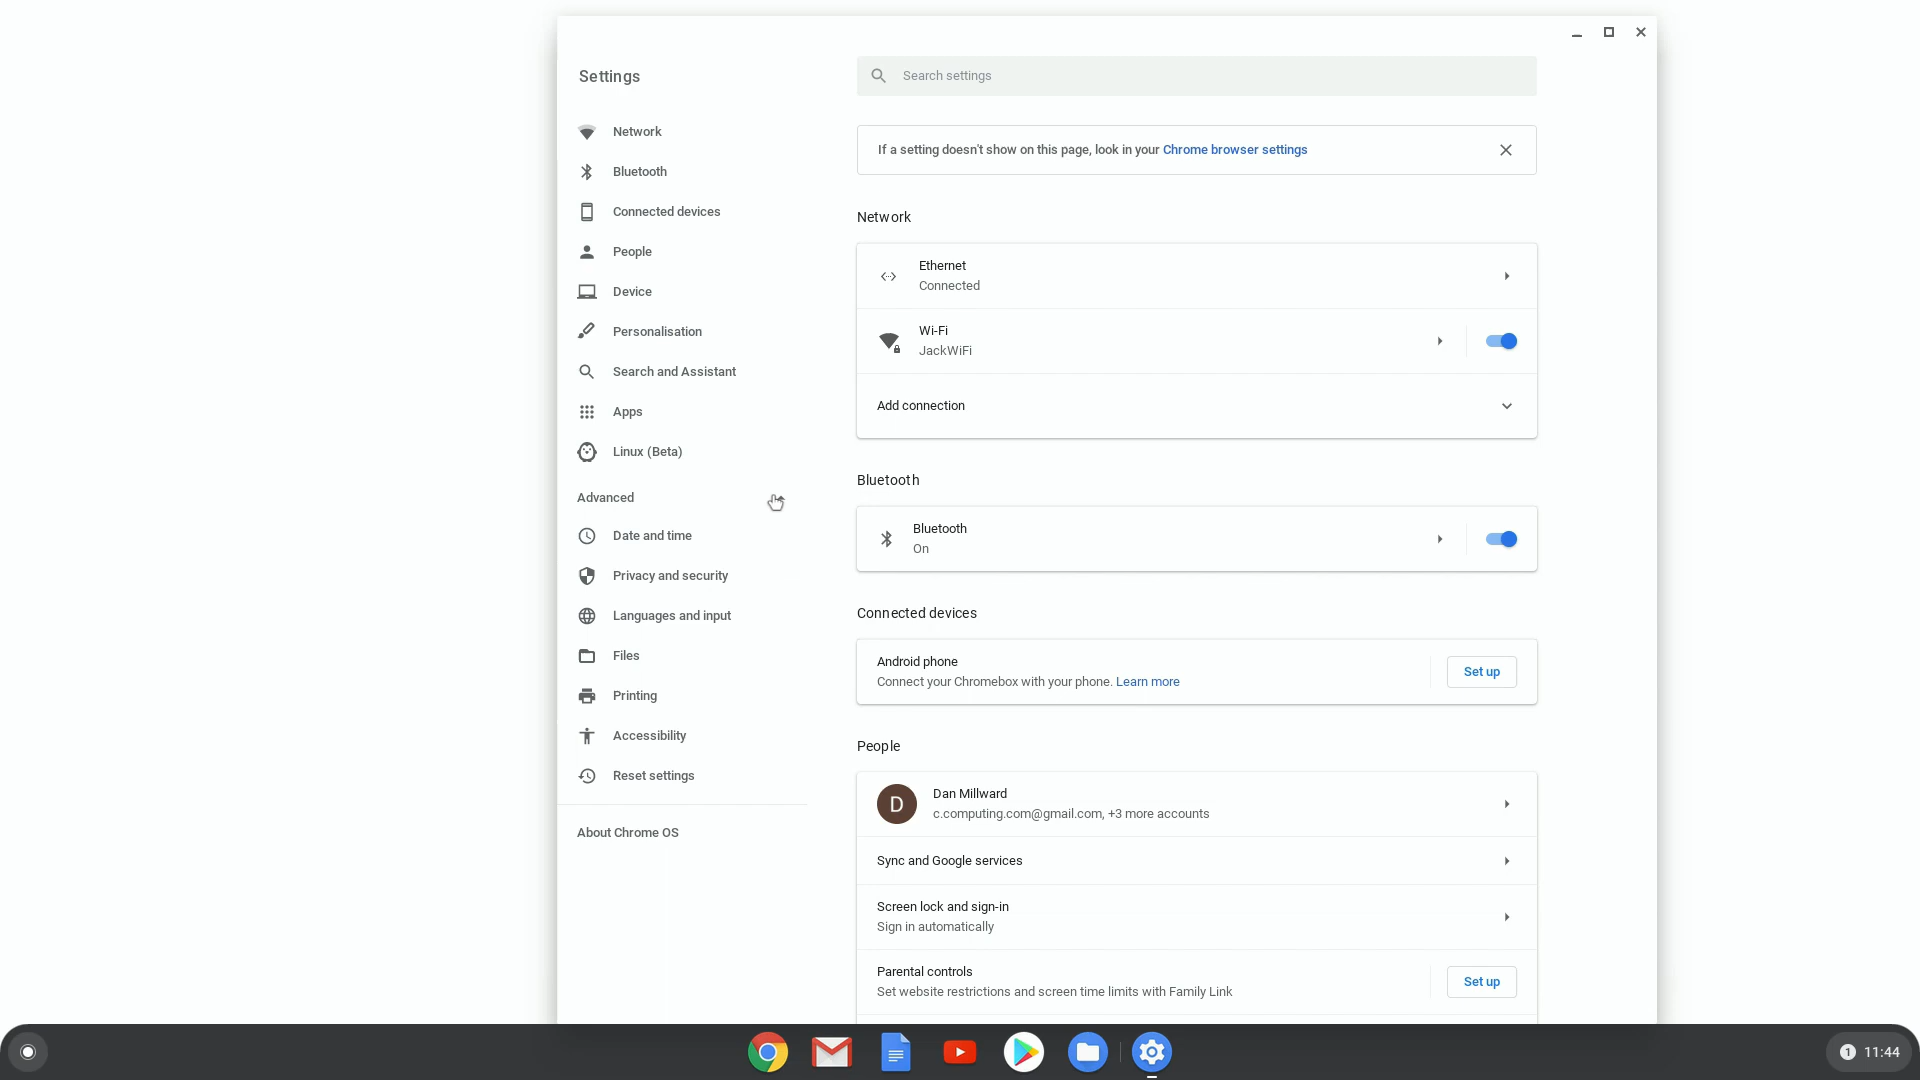 Settings
Search settings
Network
Bluetooth
Connected devices
People
Device
Personalisation
Search and Assistant
Apps
Linux (Beta)
Advanced
Date and time
Privacy and security
Languages and input
Files
Printing
Accessibility
Reset settings
About Chrome OS
If a setting doesn't show on this page, look in your Chrome browser settings
Network
Ethernet
Connected
Wi-Fi
JackWiFi
Add connection
Bluetooth
Bluetooth
On
Connected devices
Android phone
Connect your Chromebox with your phone. Learn more
Set up
People
D
Dan Millward
c.computing.com@gmail.com, +3 more accounts
Sync and Google services
Screen lock and sign-in
Sign in automatically
Parental controls
Set website restrictions and screen time limits with Family Link
Set up
1 11:44